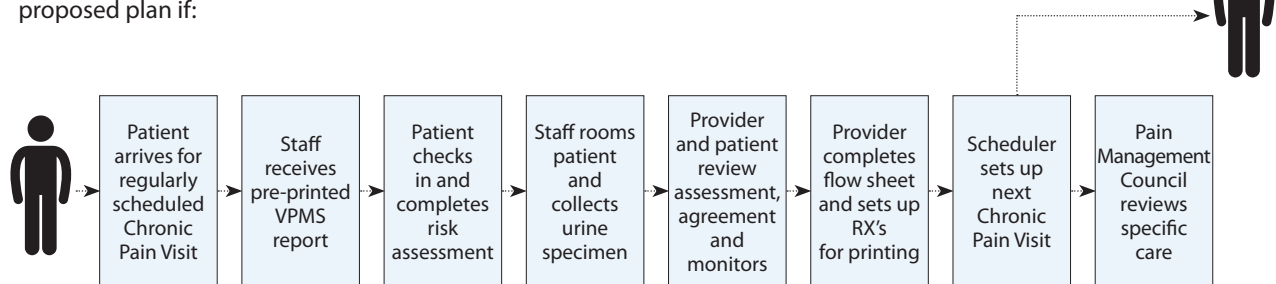 proposed plan if:
Patient
arrives for
regularly
scheduled
Chronic
Pain Visit
Staff
receives
pre-printed
VPMS
report
Patient
checks
in and
completes
risk
assessment
Staff rooms
patient
and
collects
urine
specimen
Provider
and patient
review
assessment,
agreement
and
monitors
Provider
completes
flow sheet
and sets up
RX's
for printing
Scheduler
sets up
next
Chronic
Pain Visit
Pain
Management
Council
reviews
specific
care